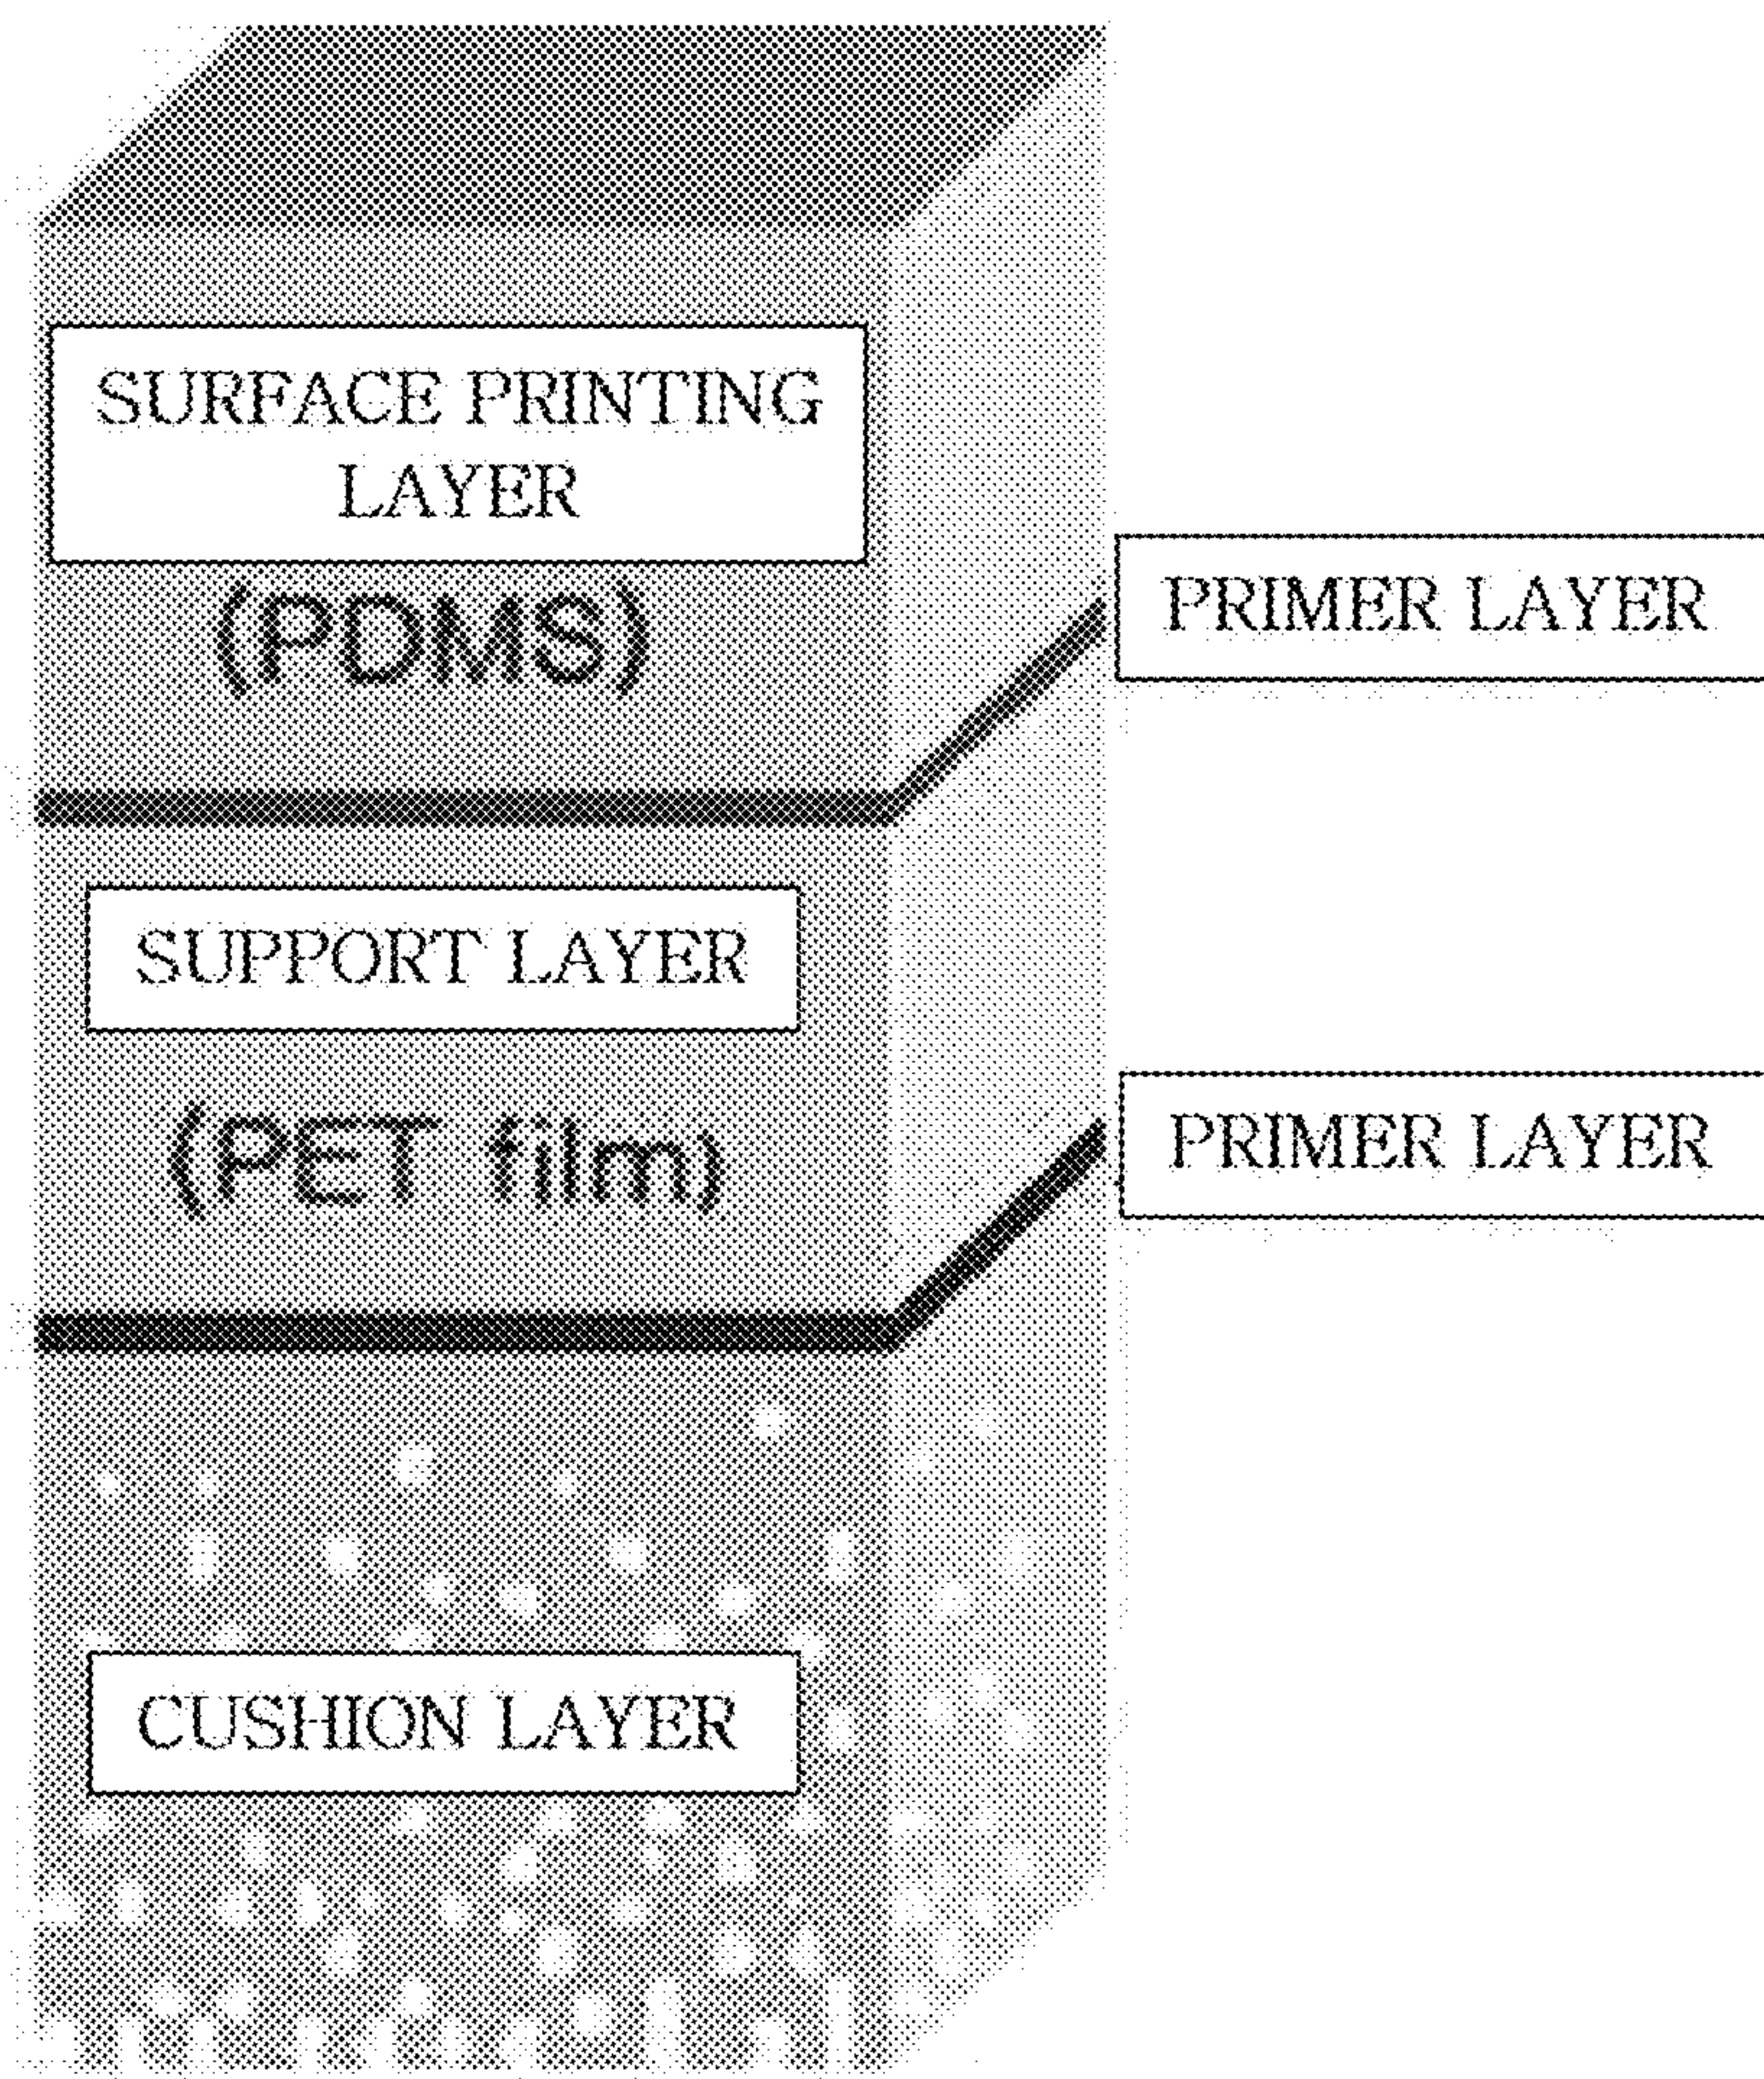 SURFACE PRINTING
LAYER
(PDMS)
PRIMER LAYER
SUPPORT LAYER
(PET film)
PRIMER LAYER
CUSHION LAYER